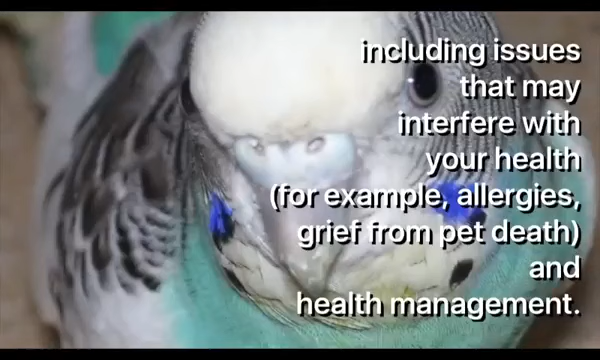 including issues
that may
interfere with
your health
(for example, allergies,
grief from pet death)
and
health management.